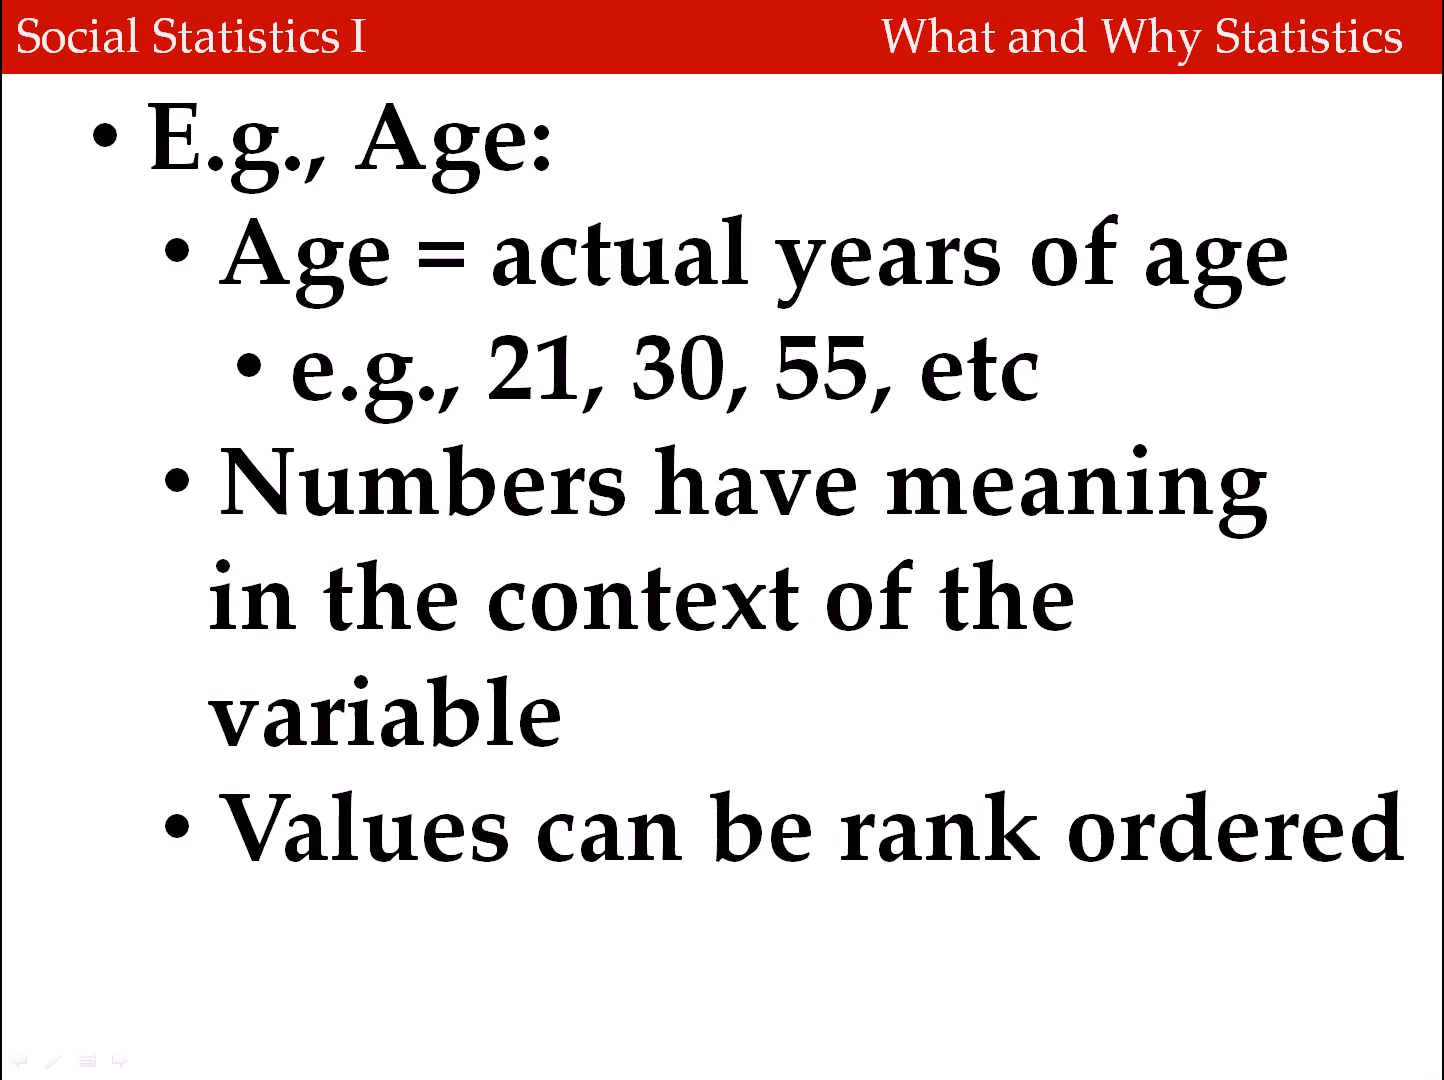 Social Statistics I
What and Why Statistics
• E.g., Age:
• Age = actual years of age
• e.g., 21, 30, 55, etc
• Numbers have meaning
in the context of the
variable
• Values can be rank ordered